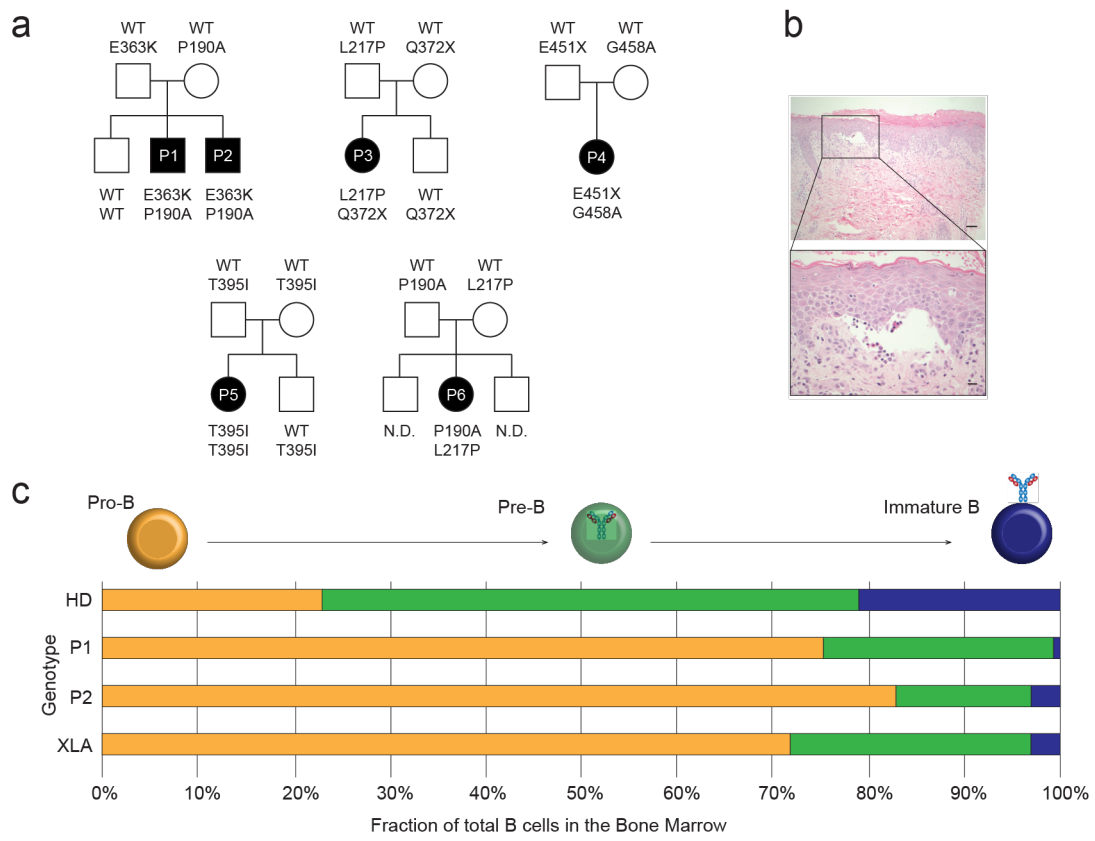 a
b
WT WT
E363K P190A
WT WT
L217P Q372X
WT WT
E451X G458A
P1 P2
P3
P4
WT E363K E363K
WT P190A P190A
L217P WT
Q372X Q372X
E451X
G458A
WT WT
T395I T395I
WT WT
P190A L217P
P5
P6
T395I WT
T395I T395I
N.D. P190A N.D.
L217P
c
Pro-B
Pre-B
Immature B
Genotype
HD
P1
P2
XLA
0% 10% 20% 30% 40% 50% 60% 70% 80% 90% 100%
Fraction of total B cells in the Bone Marrow